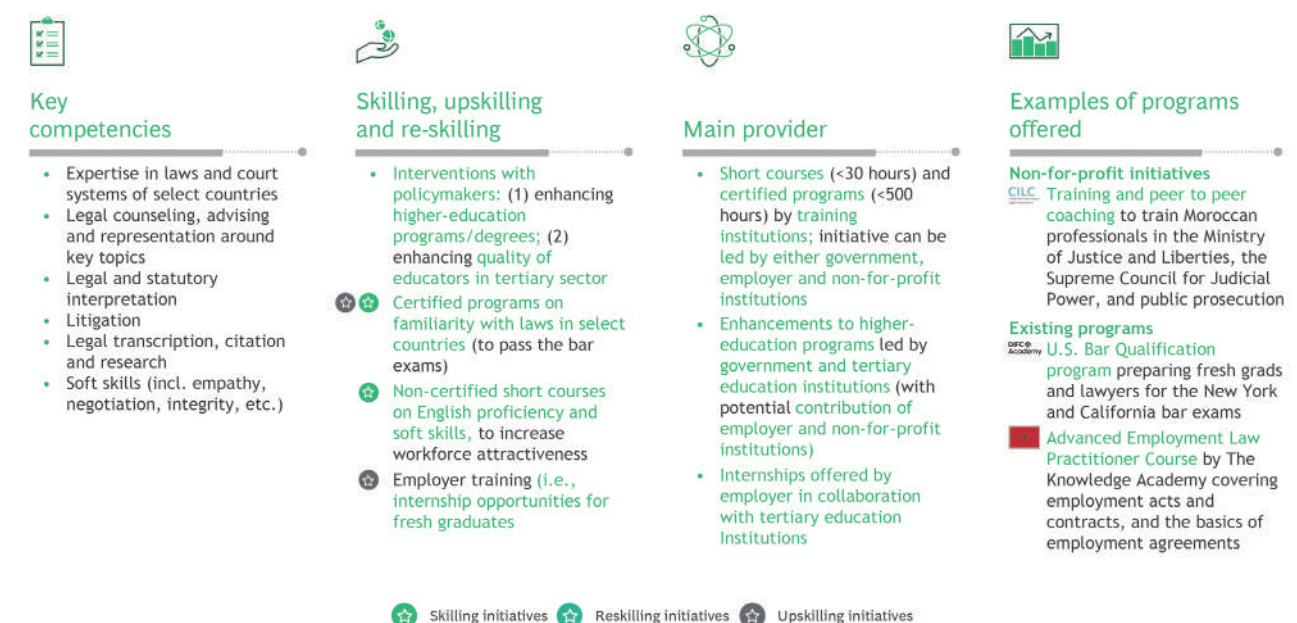 Key
competencies
• Expertise in laws and court
systems of select countries
• Legal counseling, advising
and representation around
key topics
• Legal and statutory
interpretation
• Litigation
• Legal transcription, citation
and research
• Soft skills (incl. empathy,
negotiation, integrity, etc.)
Skilling, upskilling
and re-skilling
• Interventions with
policymakers: (1) enhancing
higher-education
programs/degrees; (2)
enhancing quality of
educators in tertiary sector
Certified programs on
familiarity with laws in select
countries (to pass the bar
exams)
Non-certified short courses
on English proficiency and
soft skills, to increase
workforce attractiveness
Employer training (i.e.,
internship opportunities for
fresh graduates
Main provider
• Short courses (<30 hours) and
certified programs (<500
hours) by training
institutions; initiative can be
led by either government,
employer and non-for-profit
institutions
• Enhancements to higher-
education programs led by
government and tertiary
education institutions (with
potential contribution of
employer and non-for-profit
institutions)
• Internships offered by
employer in collaboration
with tertiary education
Institutions
Examples of programs
offered
Non-for-profit initiatives
CILC
Training and peer to peer
coaching to train Moroccan
professionals in the Ministry
of Justice and Liberties, the
Supreme Council for Judicial
Power, and public prosecution
Existing programs
DIFC
Academy
U.S. Bar Qualification
program preparing fresh grads
and lawyers for the New York
and California bar exams
Advanced Employment Law
Practitioner Course by The
Knowledge Academy covering
employment acts and
contracts, and the basics of
employment agreements
Skilling initiatives Reskilling initiatives Upskilling initiatives